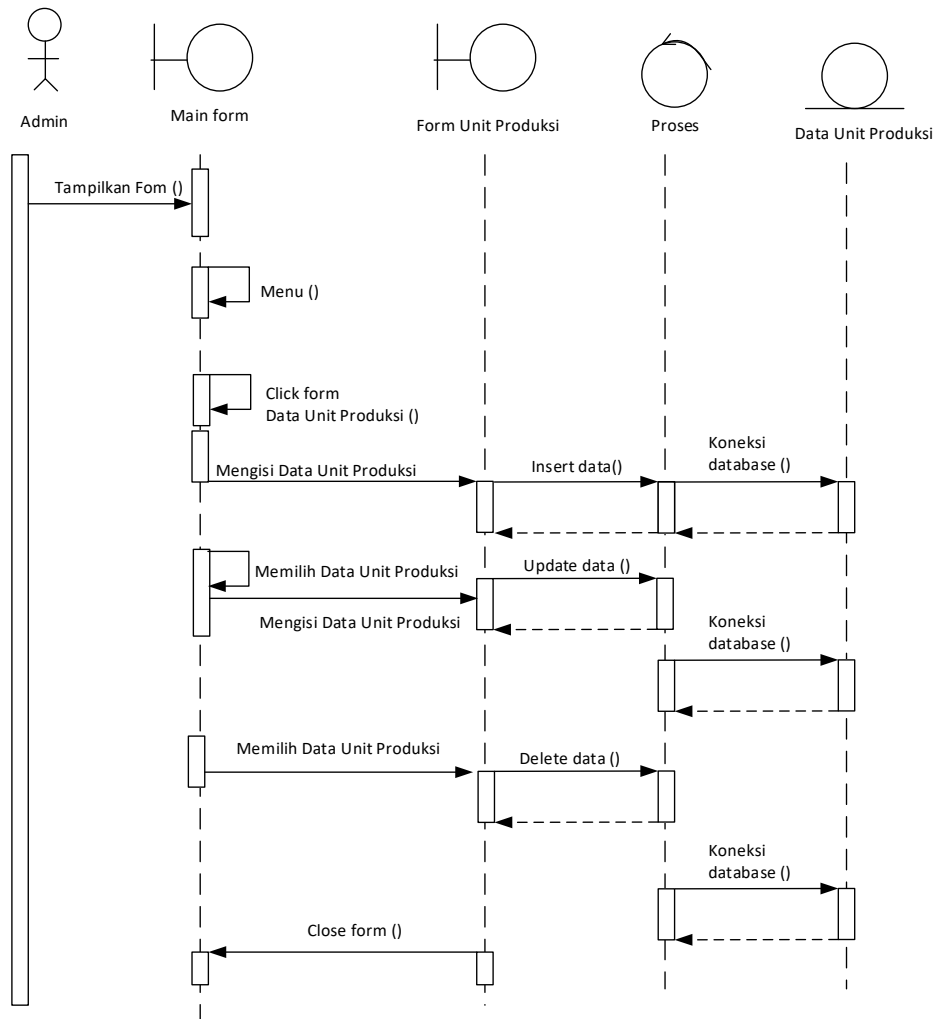 Admin
Main form
Form Unit Produksi
Proses
Data Unit Produksi
Tampilkan Fom ()
Menu ()
Click form
Data Unit Produksi ()
Mengisi Data Unit Produksi
Insert data()
Koneksi
database ()
Memilih Data Unit Produksi
Update data ()
Mengisi Data Unit Produksi
Koneksi
database ()
Memilih Data Unit Produksi
Delete data ()
Koneksi
database ()
Close form ()